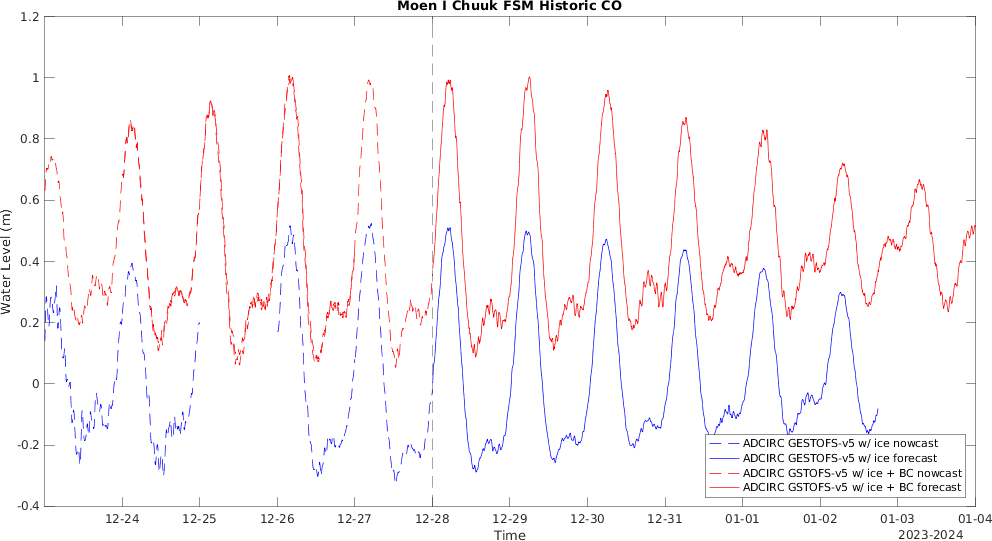 Moen I Chuuk FSM Historic CO
1.2
1
0.8
0.6
0.4
0.2
0
-0.2
-0.4
Water Level (m)
ADCIRC GESTOFS-v5 w/ ice nowcast
ADCIRC GESTOFS-v5 w/ ice forecast
ADCIRC GSTOFS-v5 w/ ice + BC nowcast
ADCIRC GSTOFS-v5 w/ ice + BC forecast
12-24 12-25 12-26 12-27 12-28 12-29 12-30 12-31 01-01 01-02 01-03 01-04
Time
2023-2024